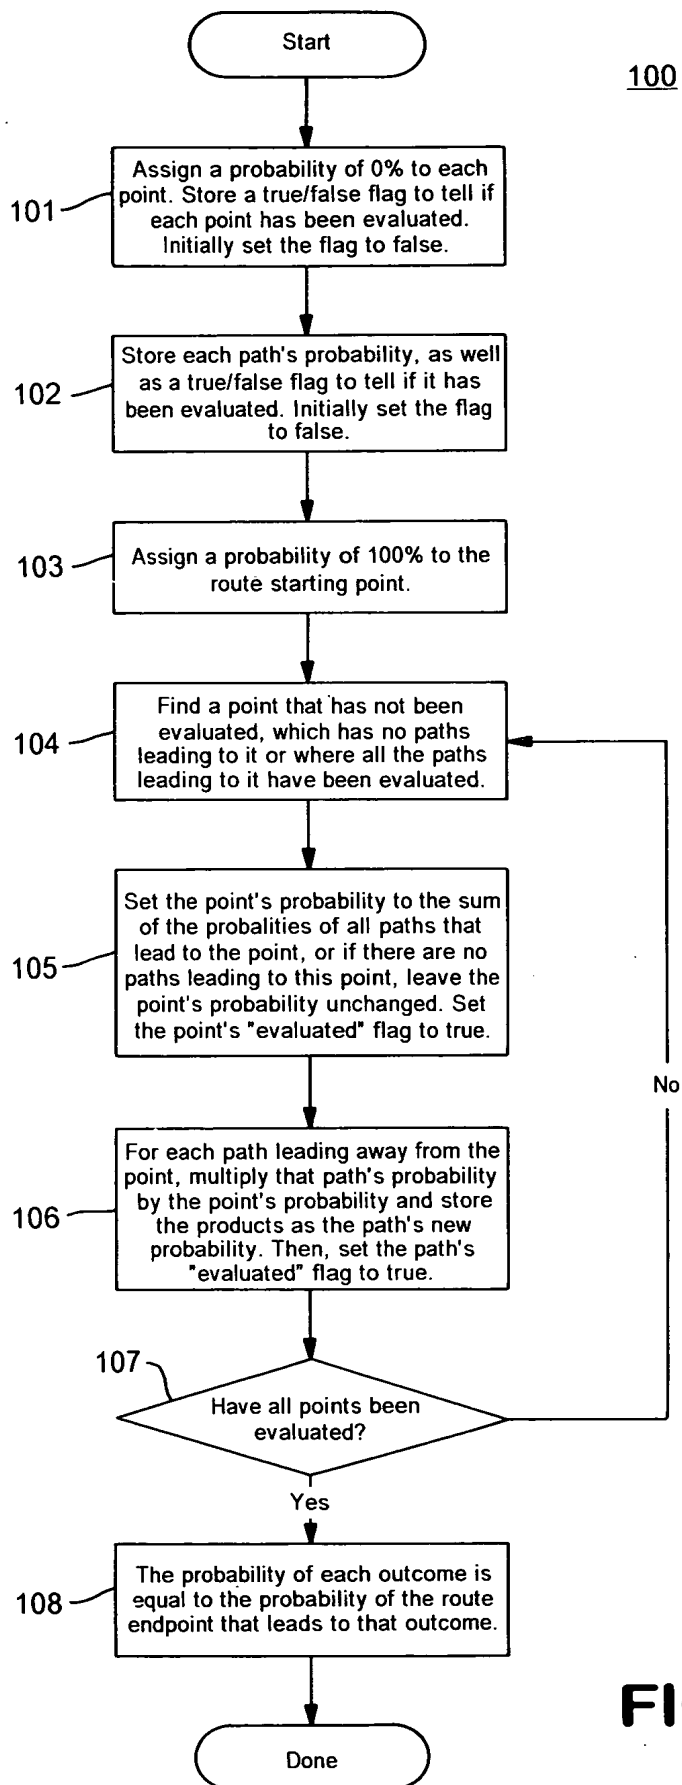 Start
100
101
Assign a probability of 0% to each
point. Store a true/false flag to tell if
each point has been evaluated.
Initially set the flag to false.
102
Store each path's probability, as well
as a true/false flag to tell if it has
been evaluated. Initially set the flag
to false.
103
Assign a probability of 100% to the
route starting point.
104
Find a point that has not been
evaluated, which has no paths
leading to it or where all the paths
leading to it have been evaluated.
105
Set the point's probability to the sum
of the probalities of all paths that
lead to the point, or if there are no
paths leading to this point, leave the
point's probability unchanged. Set
the point's "evaluated" flag to true.
No
106
For each path leading away from the
point, multiply that path's probability
by the point's probability and store
the products as the path's new
probability. Then, set the path's
"evaluated" flag to true.
107
Have all points been
evaluated?
Yes
108
The probability of each outcome is
equal to the probability of the route
endpoint that leads to that outcome.
FI
Done